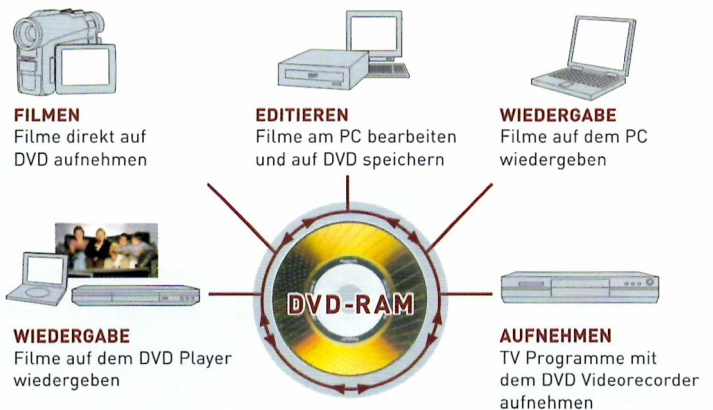 FILMEN
Filme direkt auf
DVD aufnehmen
EDITIEREN
Filme am PC bearbeiten
und auf DVD speichern
WIEDERGABE
Filme auf dem PC
wiedergeben
DVD-RAM
WIEDERGABE
Filme auf dem DVD Player
wiedergeben
AUFNEHMEN
TV Programme mit
dem DVD Videorecorder
aufnehmen